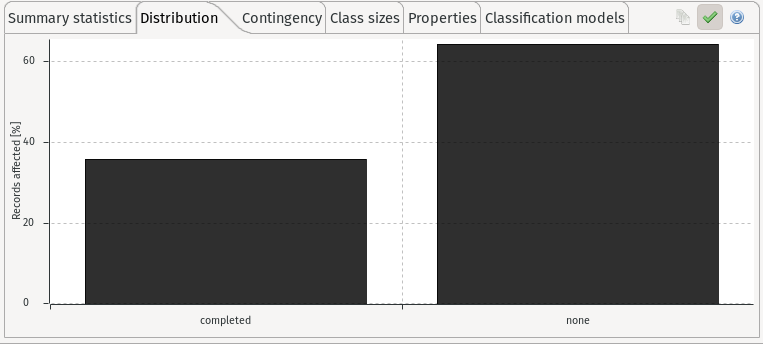 Summary statistics Distribution Contingency Class sizes Properties Classification models
Records affected [%]
60
40
20
0
completed none